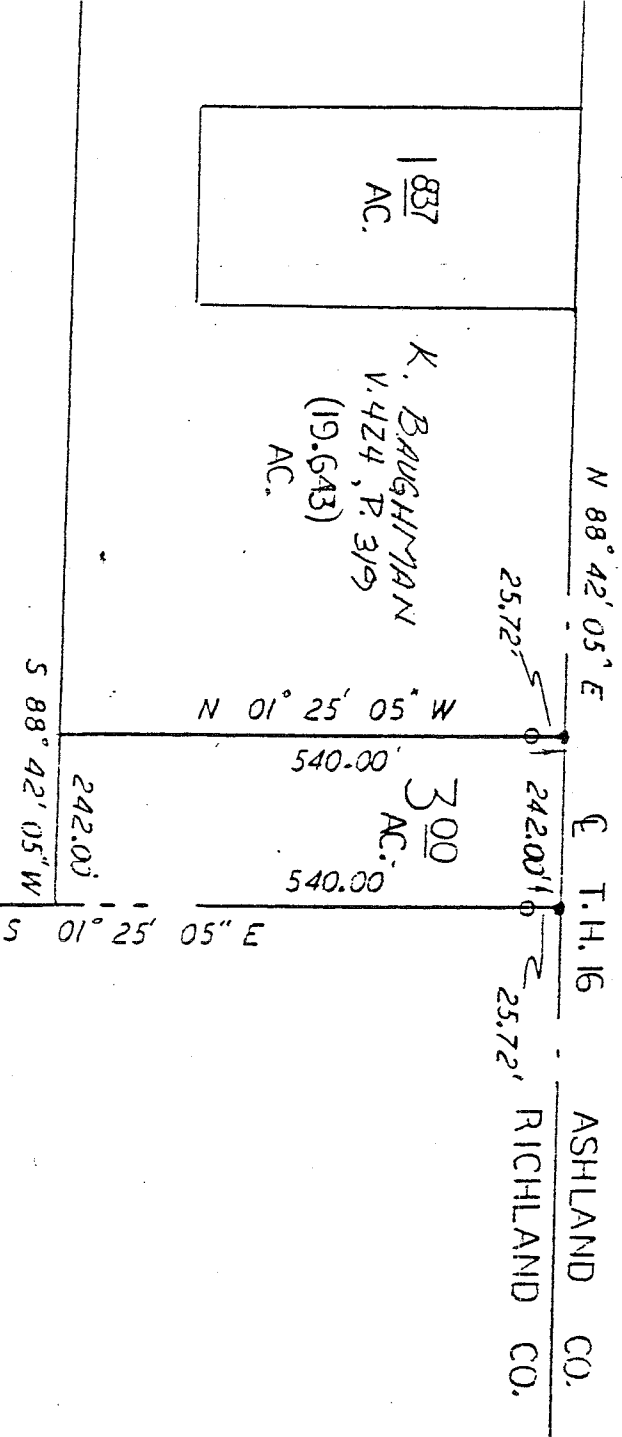 N 88° 42' 05" E
℄ T.H. 16
ASHLAND CO.
RICHLAND CO.
25.72'
242.00'
25.72'
1 837
AC.
K. BAUGHMAN
V. 424, P. 319
(19.643)
AC.
N 01° 25' 05" W
540.00'
3 00
AC.
540.00
S 01° 25' 05" E
242.00'
S 88° 42' 05" W